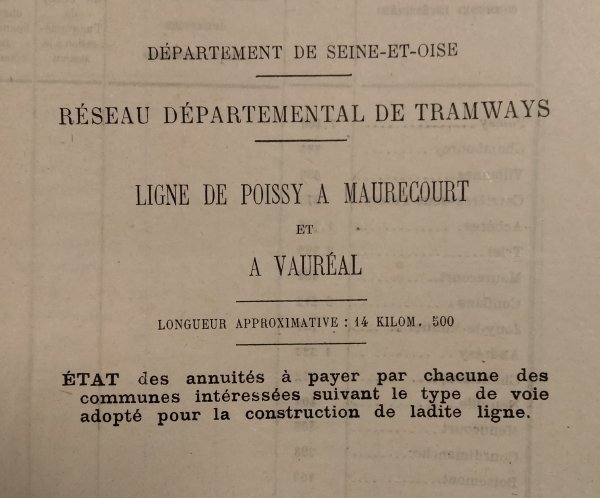 DÉPARTEMENT DE SEINE-ET-OISE
RÉSEAU DÉPARTEMENTAL DE TRAMWAYS
LIGNE DE POISSY A MAURECOURT
ET
A VAURÉAL
LONGUEUR APPROXIMATIVE : 14 KILOM. 500
ÉTAT des annuités à payer par chacune des
communes intéressées suivant le type de voie
adopté pour la construction de ladite ligne.